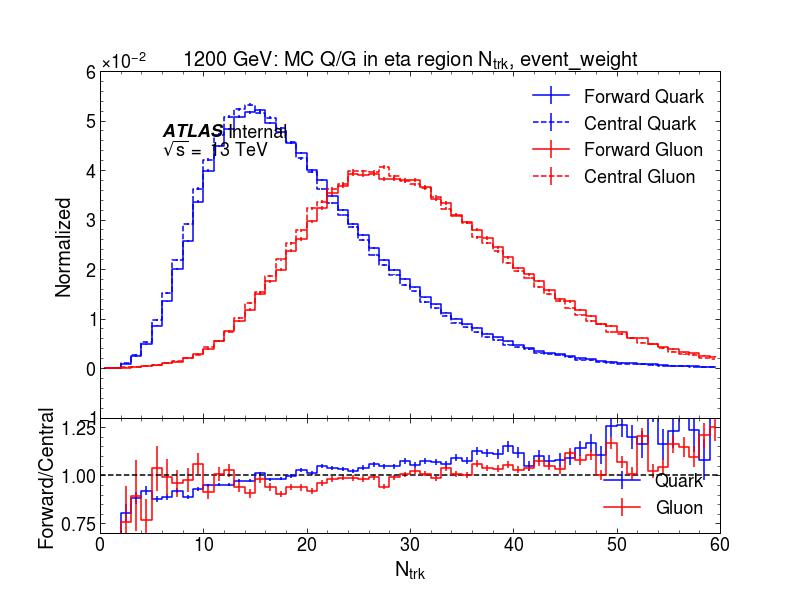 ×10⁻² 1200 GeV: MC Q/G in eta region N_trk, event_weight
6
5
4
3
2
1
0
−1
Normalized
ATLAS Internal
√s = 13 TeV
Forward Quark
Central Quark
Forward Gluon
Central Gluon
1.25
1.00
0.75
Forward/Central
Quark
Gluon
0 10 20 30 40 50 60
N_trk